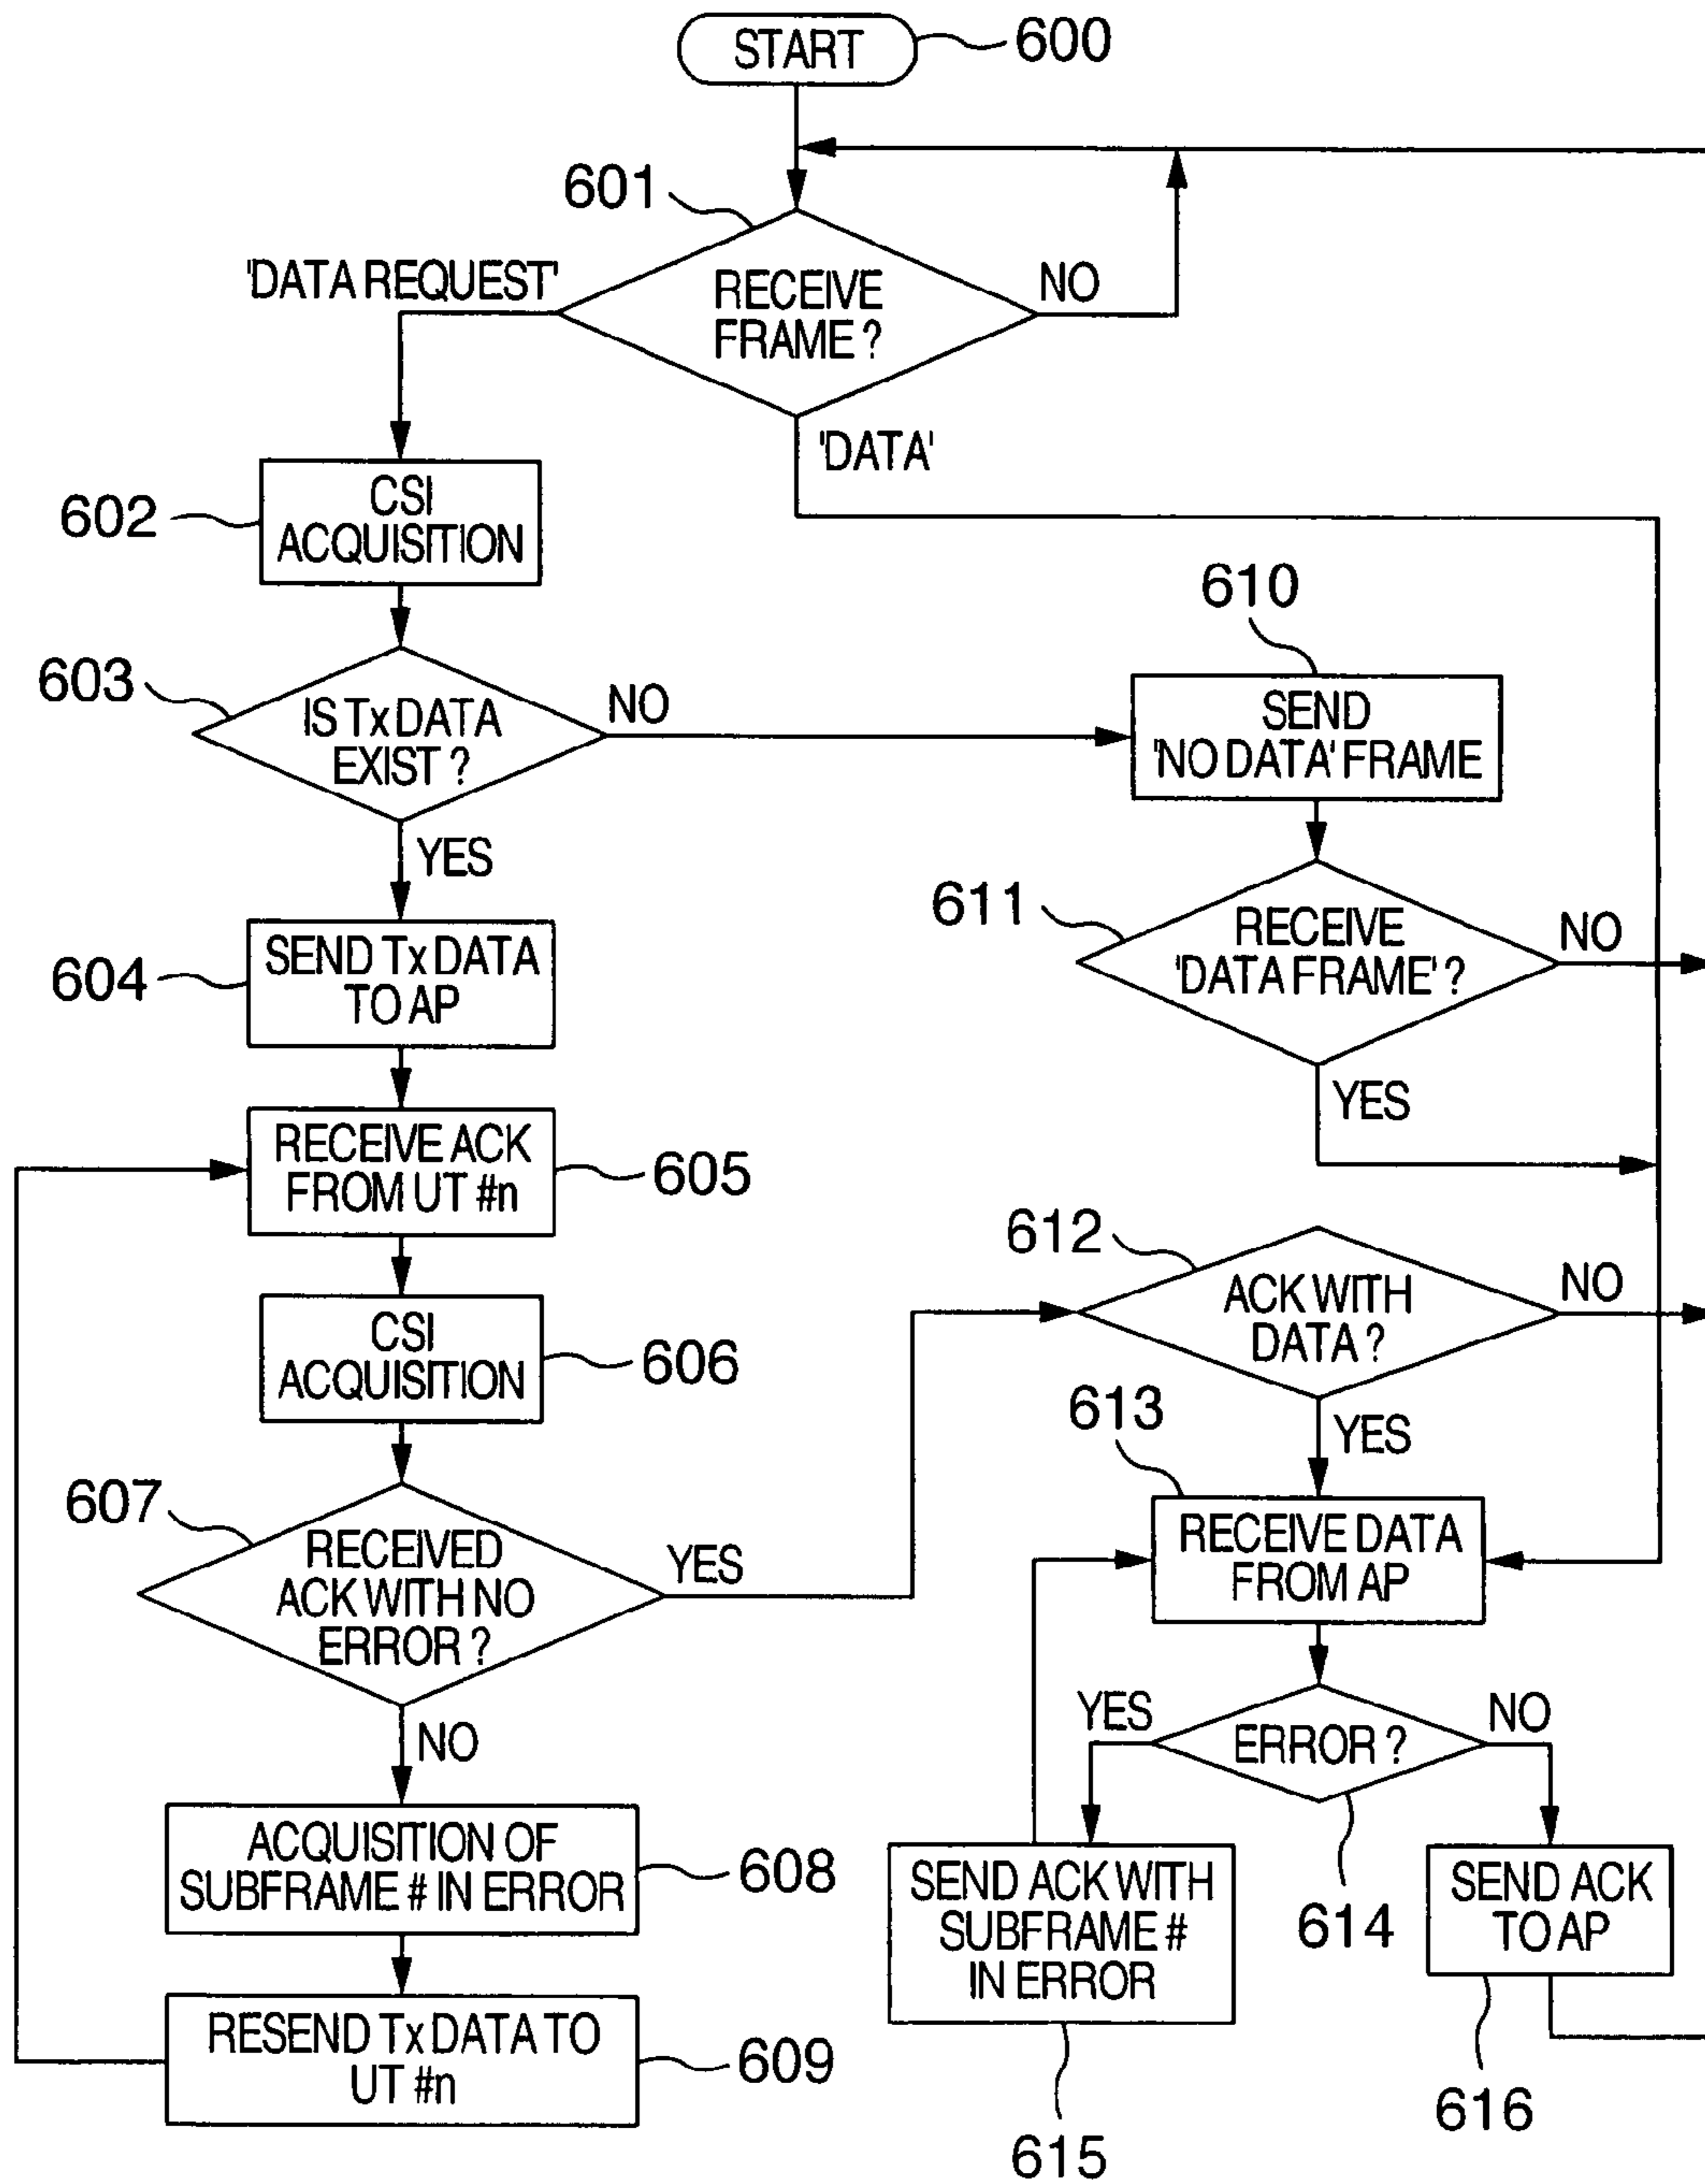 START
600
601
'DATA REQUEST'
RECEIVE
FRAME ?
NO
'DATA'
602
CSI
ACQUISITION
610
603
IS Tx DATA
EXIST ?
NO
SEND
'NO DATA' FRAME
YES
611
RECEIVE
'DATA FRAME' ?
NO
604
SEND Tx DATA
TO AP
YES
RECEIVE ACK
FROM UT #n
605
612
ACK WITH
DATA ?
NO
CSI
ACQUISITION
606
613
YES
607
RECEIVED
ACK WITH NO
ERROR ?
YES
RECEIVE DATA
FROM AP
NO
YES
ERROR ?
NO
614
ACQUISITION OF
SUBFRAME # IN ERROR
608
SEND ACK WITH
SUBFRAME #
IN ERROR
SEND ACK
TO AP
RESEND Tx DATA TO
UT #n
609
615
616